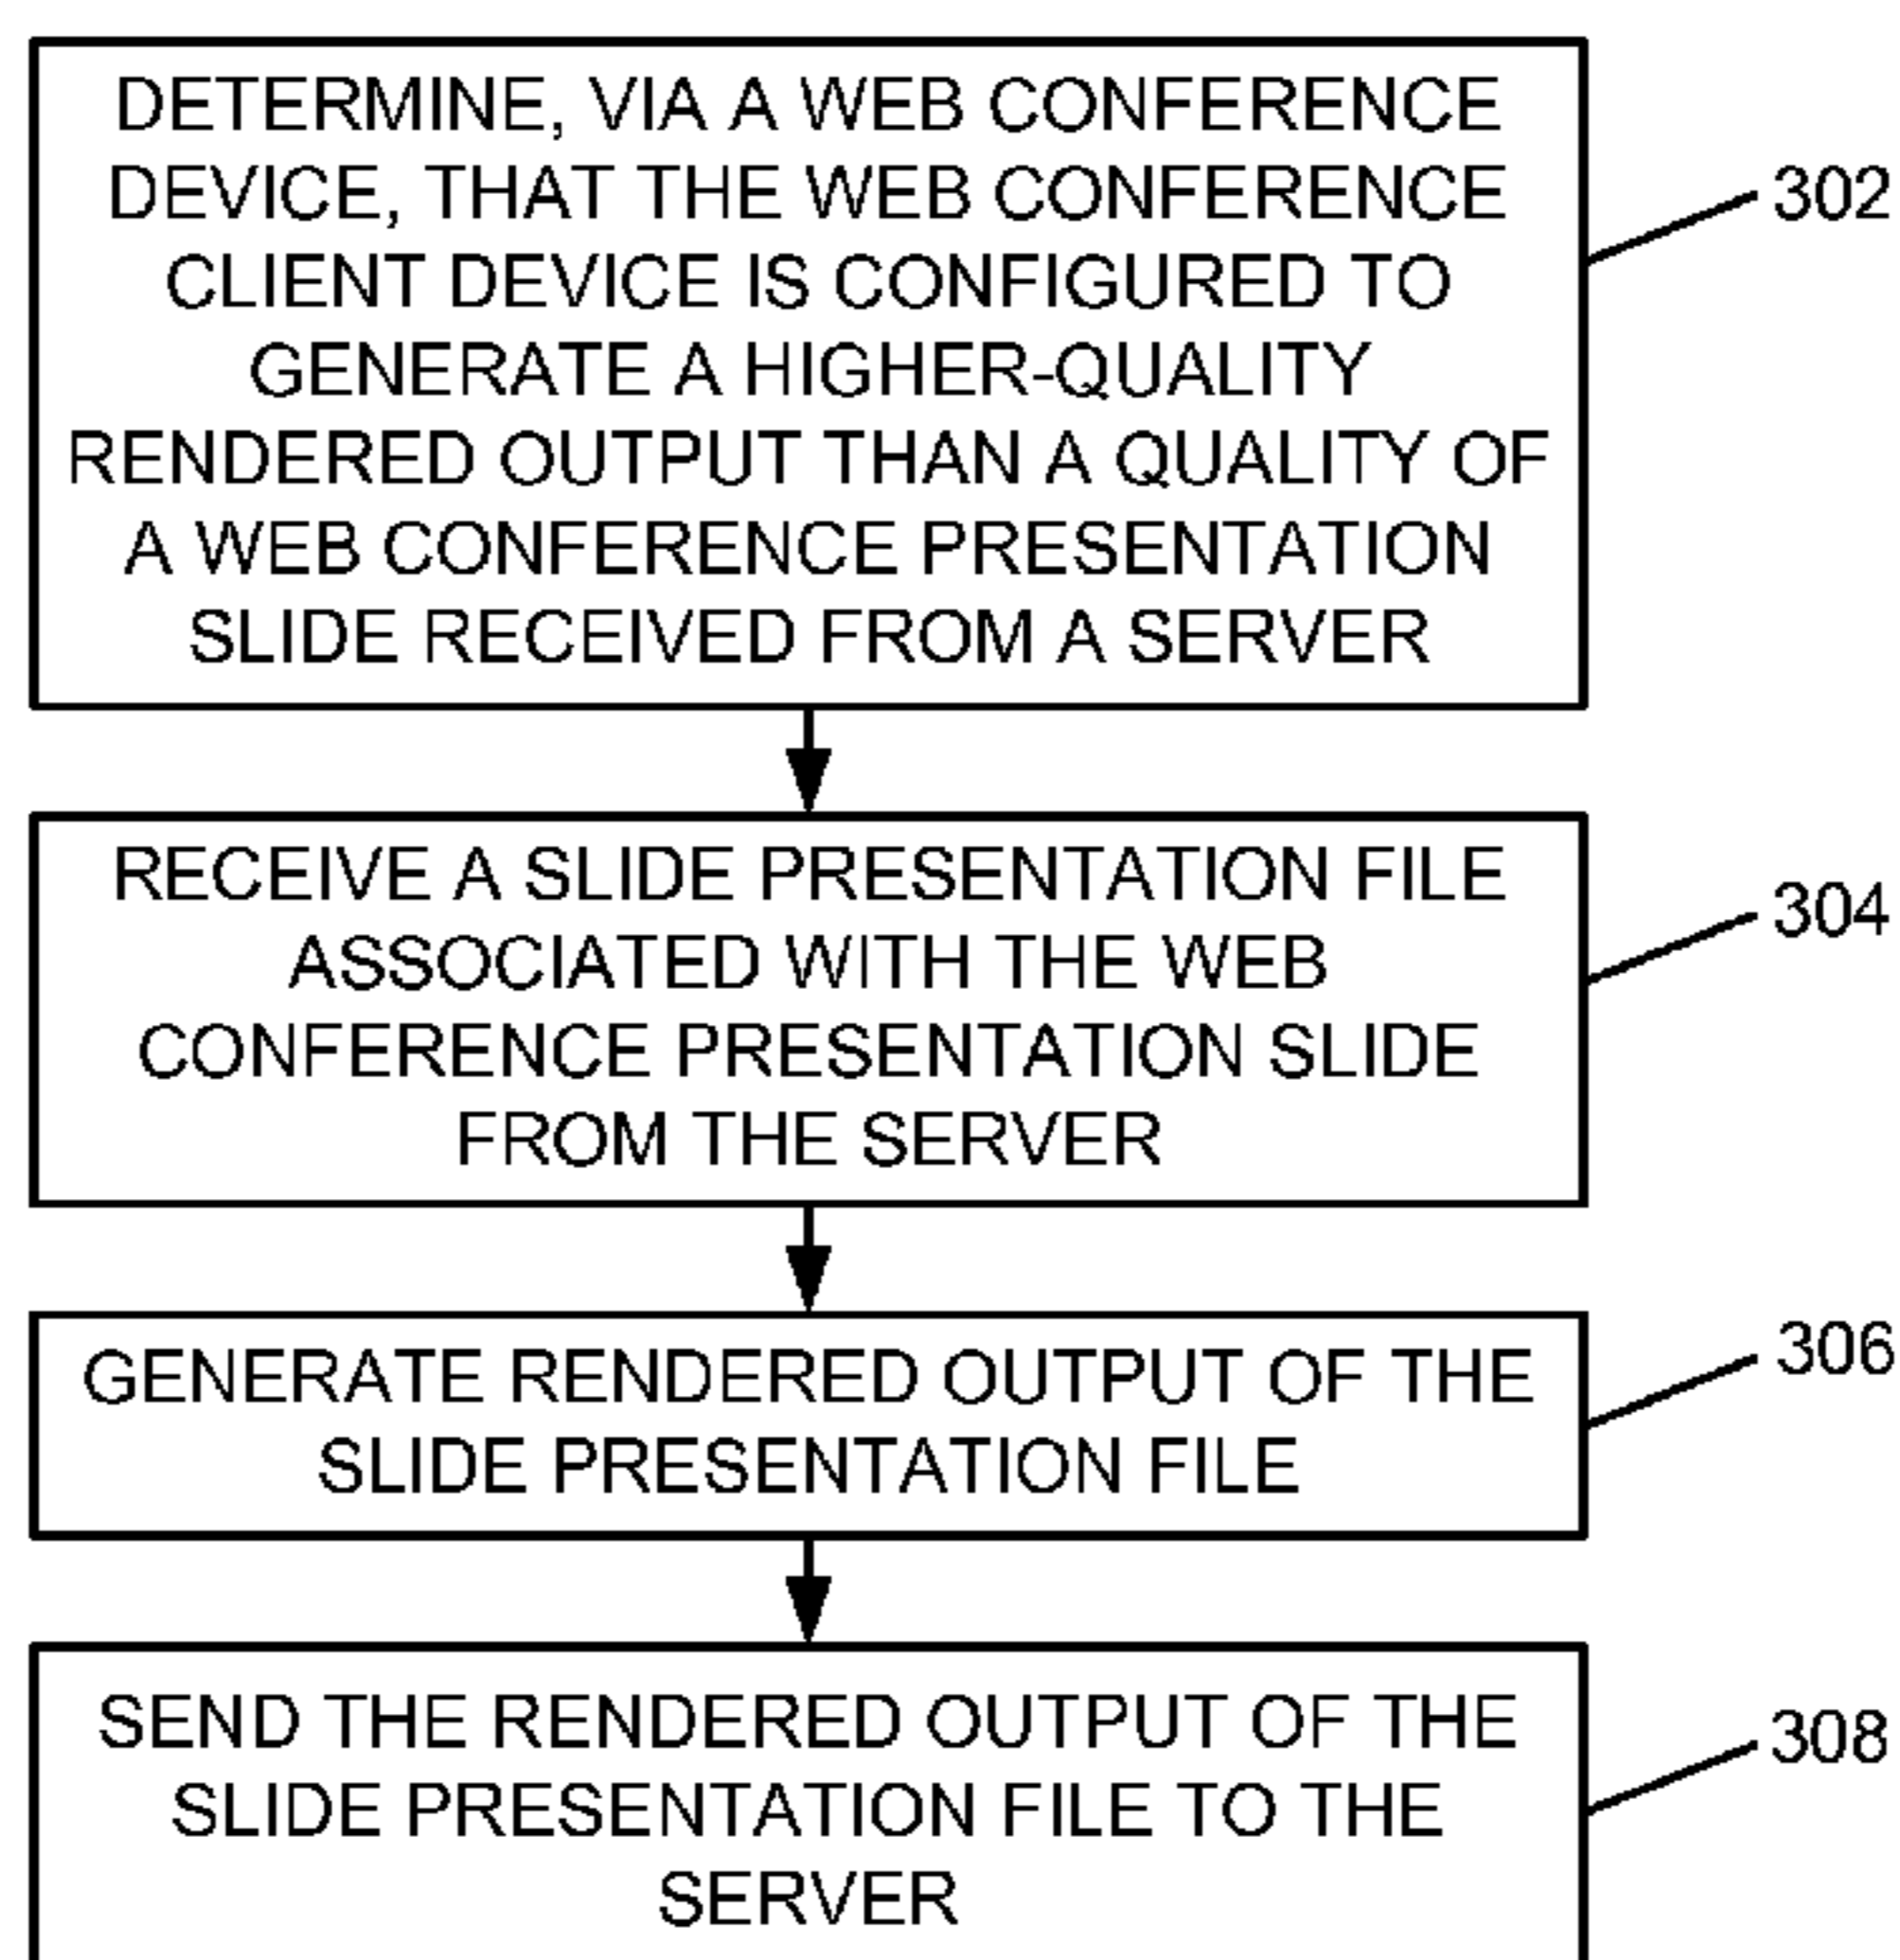 DETERMINE, VIA A WEB CONFERENCE
DEVICE, THAT THE WEB CONFERENCE
CLIENT DEVICE IS CONFIGURED TO
GENERATE A HIGHER-QUALITY
RENDERED OUTPUT THAN A QUALITY OF
A WEB CONFERENCE PRESENTATION
SLIDE RECEIVED FROM A SERVER
302
RECEIVE A SLIDE PRESENTATION FILE
ASSOCIATED WITH THE WEB
CONFERENCE PRESENTATION SLIDE
FROM THE SERVER
304
GENERATE RENDERED OUTPUT OF THE
SLIDE PRESENTATION FILE
306
SEND THE RENDERED OUTPUT OF THE
SLIDE PRESENTATION FILE TO THE
SERVER
308